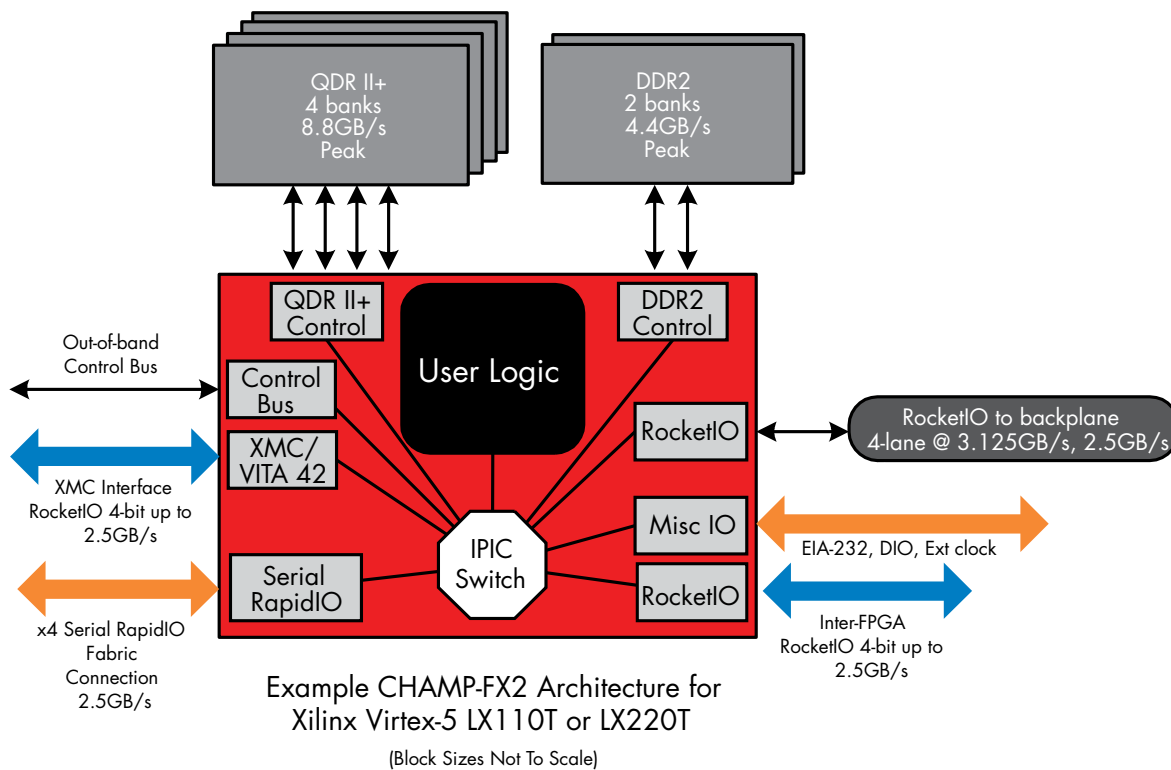 QDR II+
4 banks
8.8GB/s
Peak
DDR2
2 banks
4.4GB/s
Peak
QDR II+
Control
User Logic
DDR2
Control
Out-of-band
Control Bus
Control
Bus
XMC/
VITA 42
XMC Interface
RocketIO 4-bit up to
2.5GB/s
RocketIO
RocketIO to backplane
4-lane @ 3.125GB/s, 2.5GB/s
Misc IO
EIA-232, DIO, Ext clock
IPIC
Switch
Serial
RapidIO
x4 Serial RapidIO
Fabric
Connection
2.5GB/s
RocketIO
Inter-FPGA
RocketIO 4-bit up to
2.5GB/s
Example CHAMP-FX2 Architecture for
Xilinx Virtex-5 LX110T or LX220T
(Block Sizes Not To Scale)